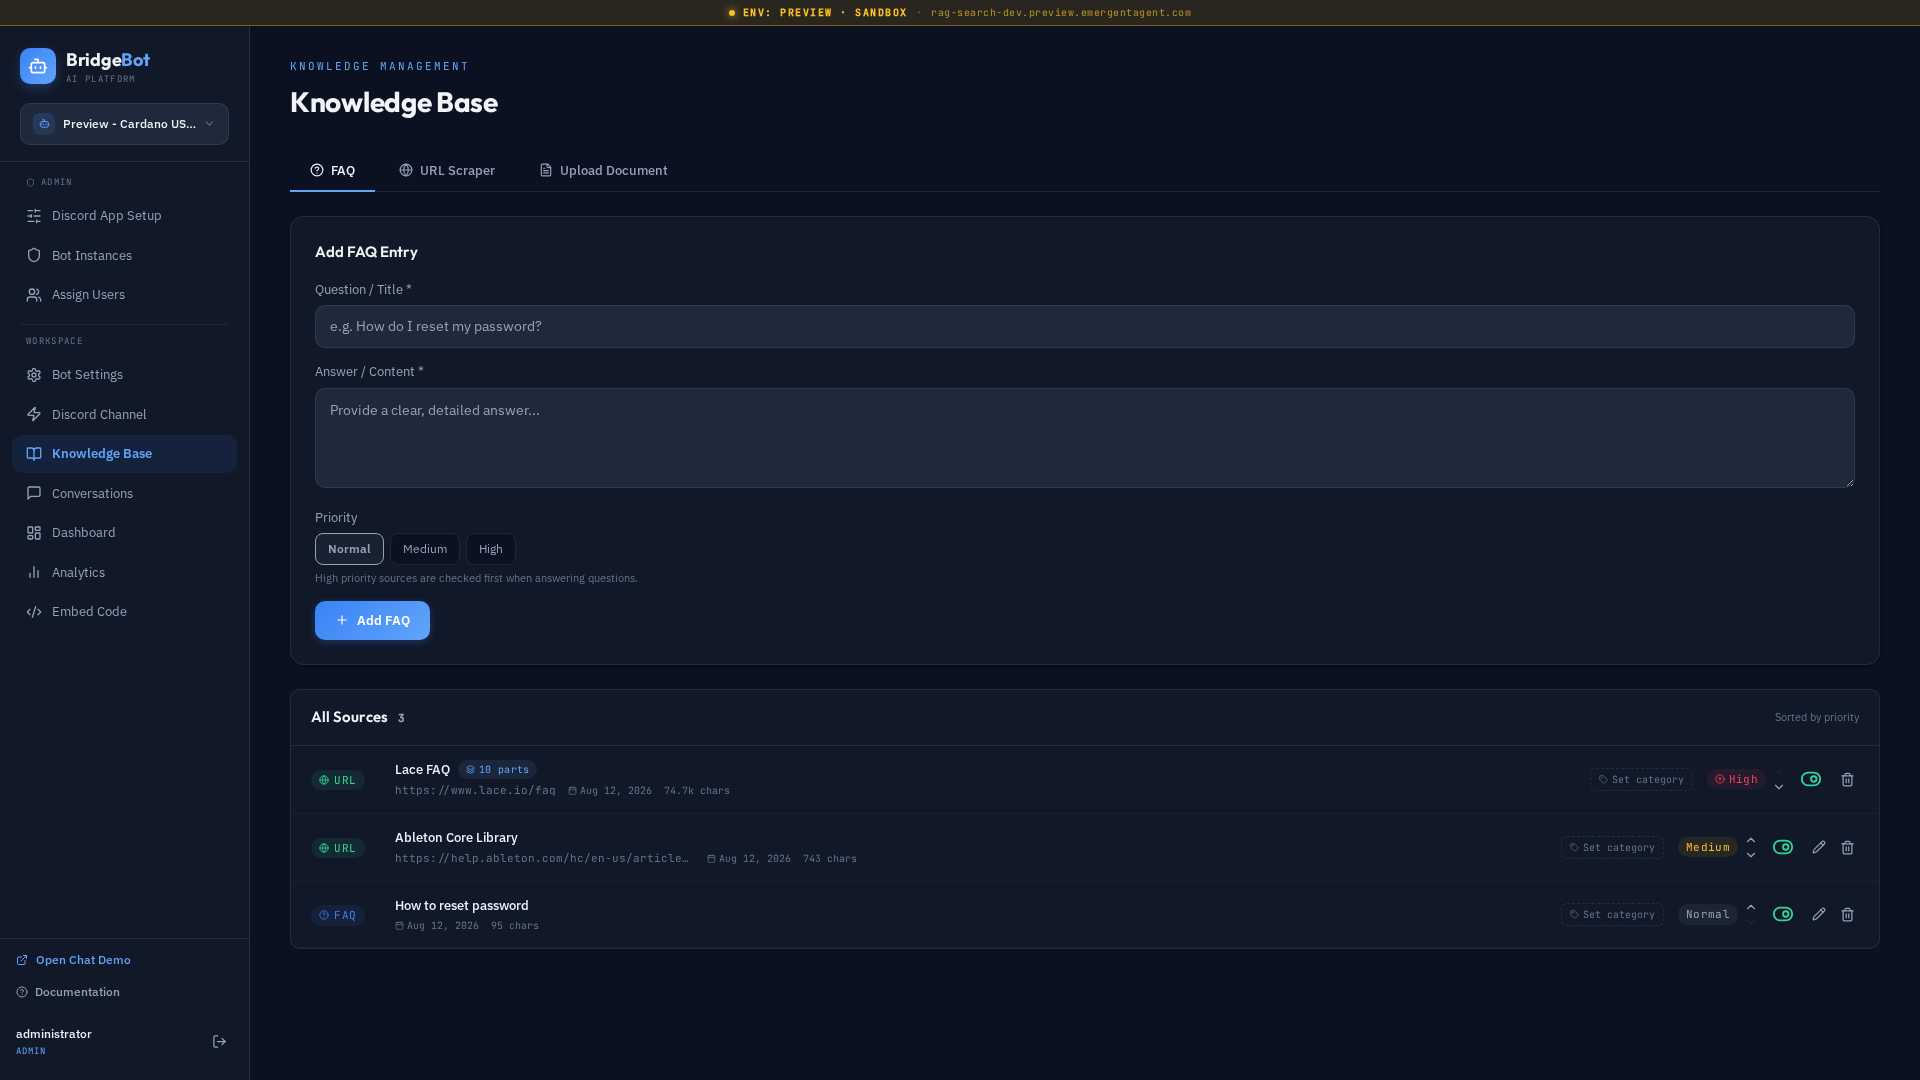 ENV: PREVIEW · SANDBOX · rag-search-dev.preview.emergentagent.com
BridgeBot
AI PLATFORM
Preview - Cardano US...
ADMIN
Discord App Setup
Bot Instances
Assign Users
WORKSPACE
Bot Settings
Discord Channel
Knowledge Base
Conversations
Dashboard
Analytics
Embed Code
Open Chat Demo
Documentation
administrator
ADMIN
KNOWLEDGE MANAGEMENT
Knowledge Base
FAQ URL Scraper Upload Document
Add FAQ Entry
Question / Title *
e.g. How do I reset my password?
Answer / Content *
Provide a clear, detailed answer...
Priority
Normal Medium High
High priority sources are checked first when answering questions.
+ Add FAQ
All Sources 3 Sorted by priority
URL Lace FAQ 10 parts Set category High
https://www.lace.io/faq Aug 12, 2026 74.7k chars
URL Ableton Core Library Set category Medium
https://help.ableton.com/hc/en-us/article… Aug 12, 2026 743 chars
FAQ How to reset password Set category Normal
Aug 12, 2026 95 chars